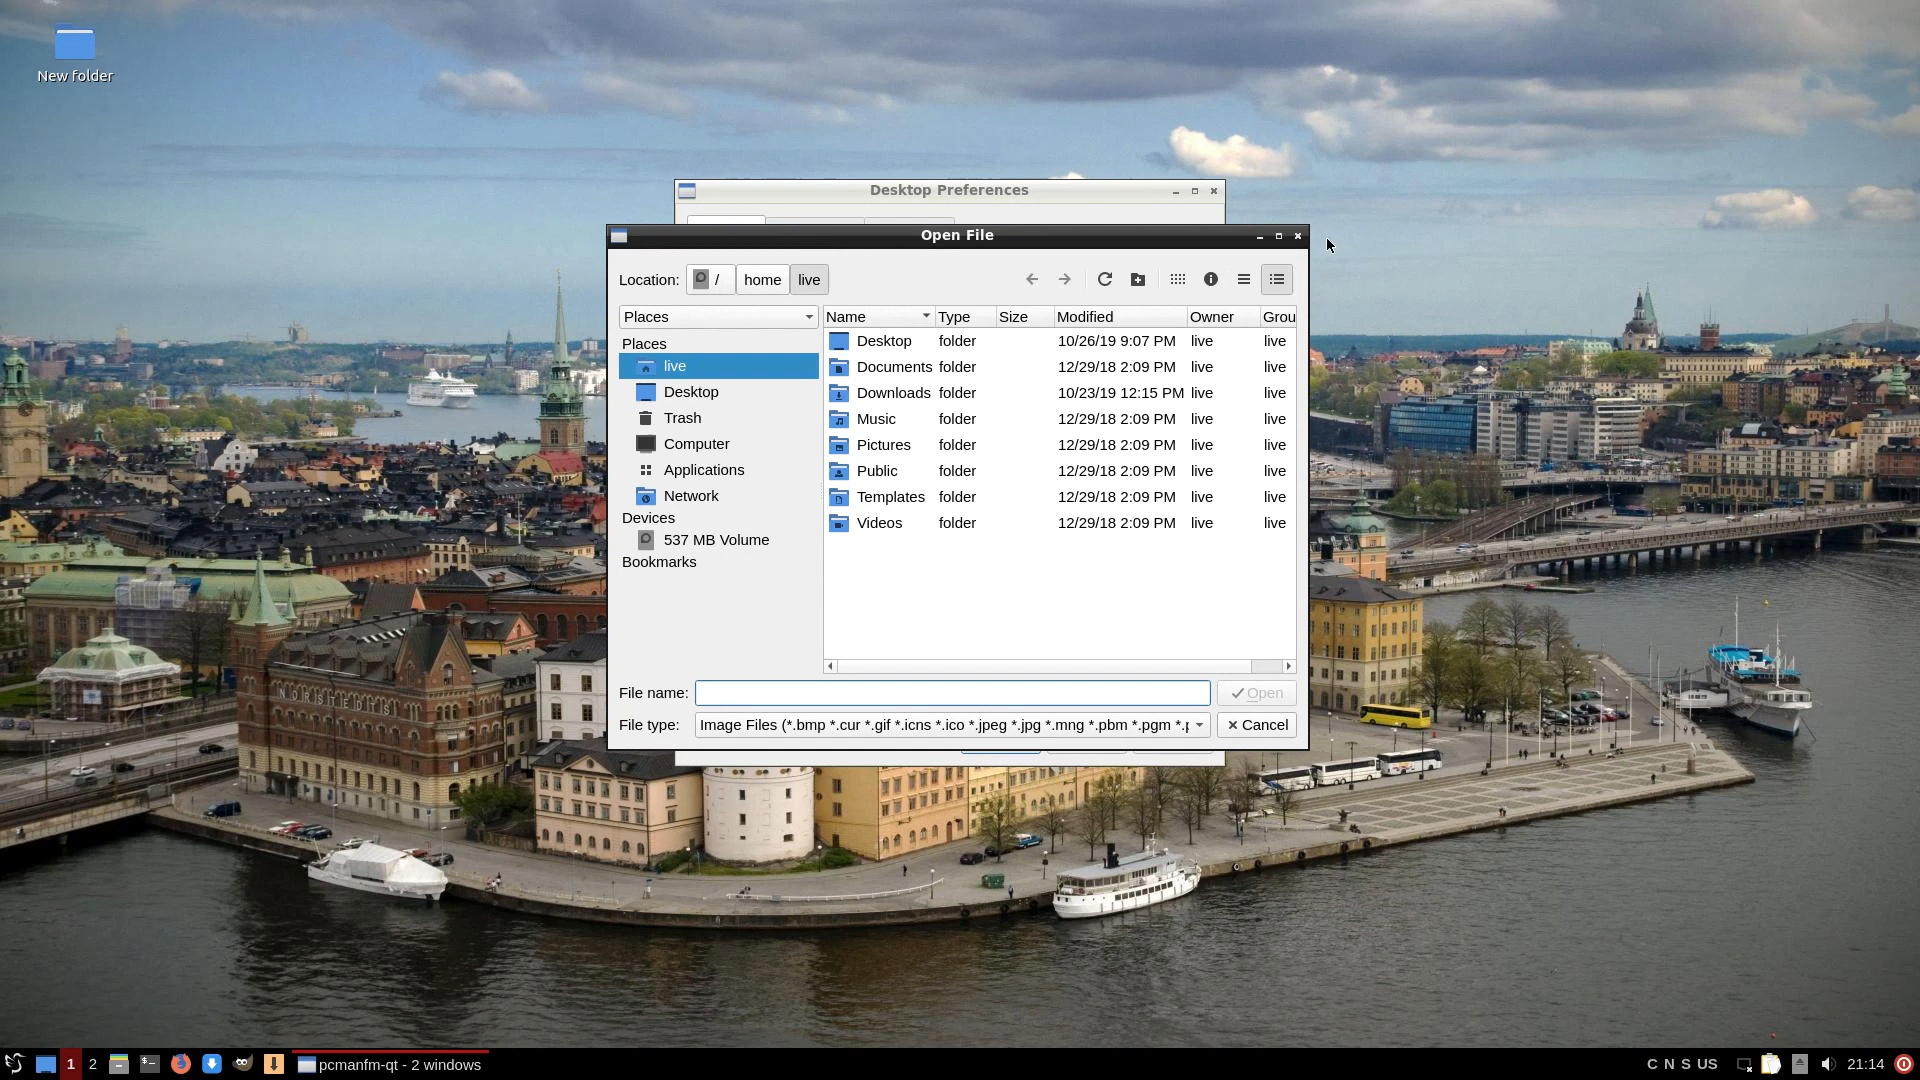 New folder
Desktop Preferences
Open File
Location: / home live
Places
Name Type Size Modified Owner Grou
Places
live
Desktop
Trash
Computer
Applications
Network
Devices
537 MB Volume
Bookmarks
Desktop folder 10/26/19 9:07 PM live live
Documents folder 12/29/18 2:09 PM live live
Downloads folder 10/23/19 12:15 PM live live
Music folder 12/29/18 2:09 PM live live
Pictures folder 12/29/18 2:09 PM live live
Public folder 12/29/18 2:09 PM live live
Templates folder 12/29/18 2:09 PM live live
Videos folder 12/29/18 2:09 PM live live
File name: Open
File type: Image Files (*.bmp *.cur *.gif *.icns *.ico *.jpeg *.jpg *.mng *.pbm *.pgm *.p Cancel
NORSTEDTS
1 2 pcmanfm-qt - 2 windows C N S US 21:14